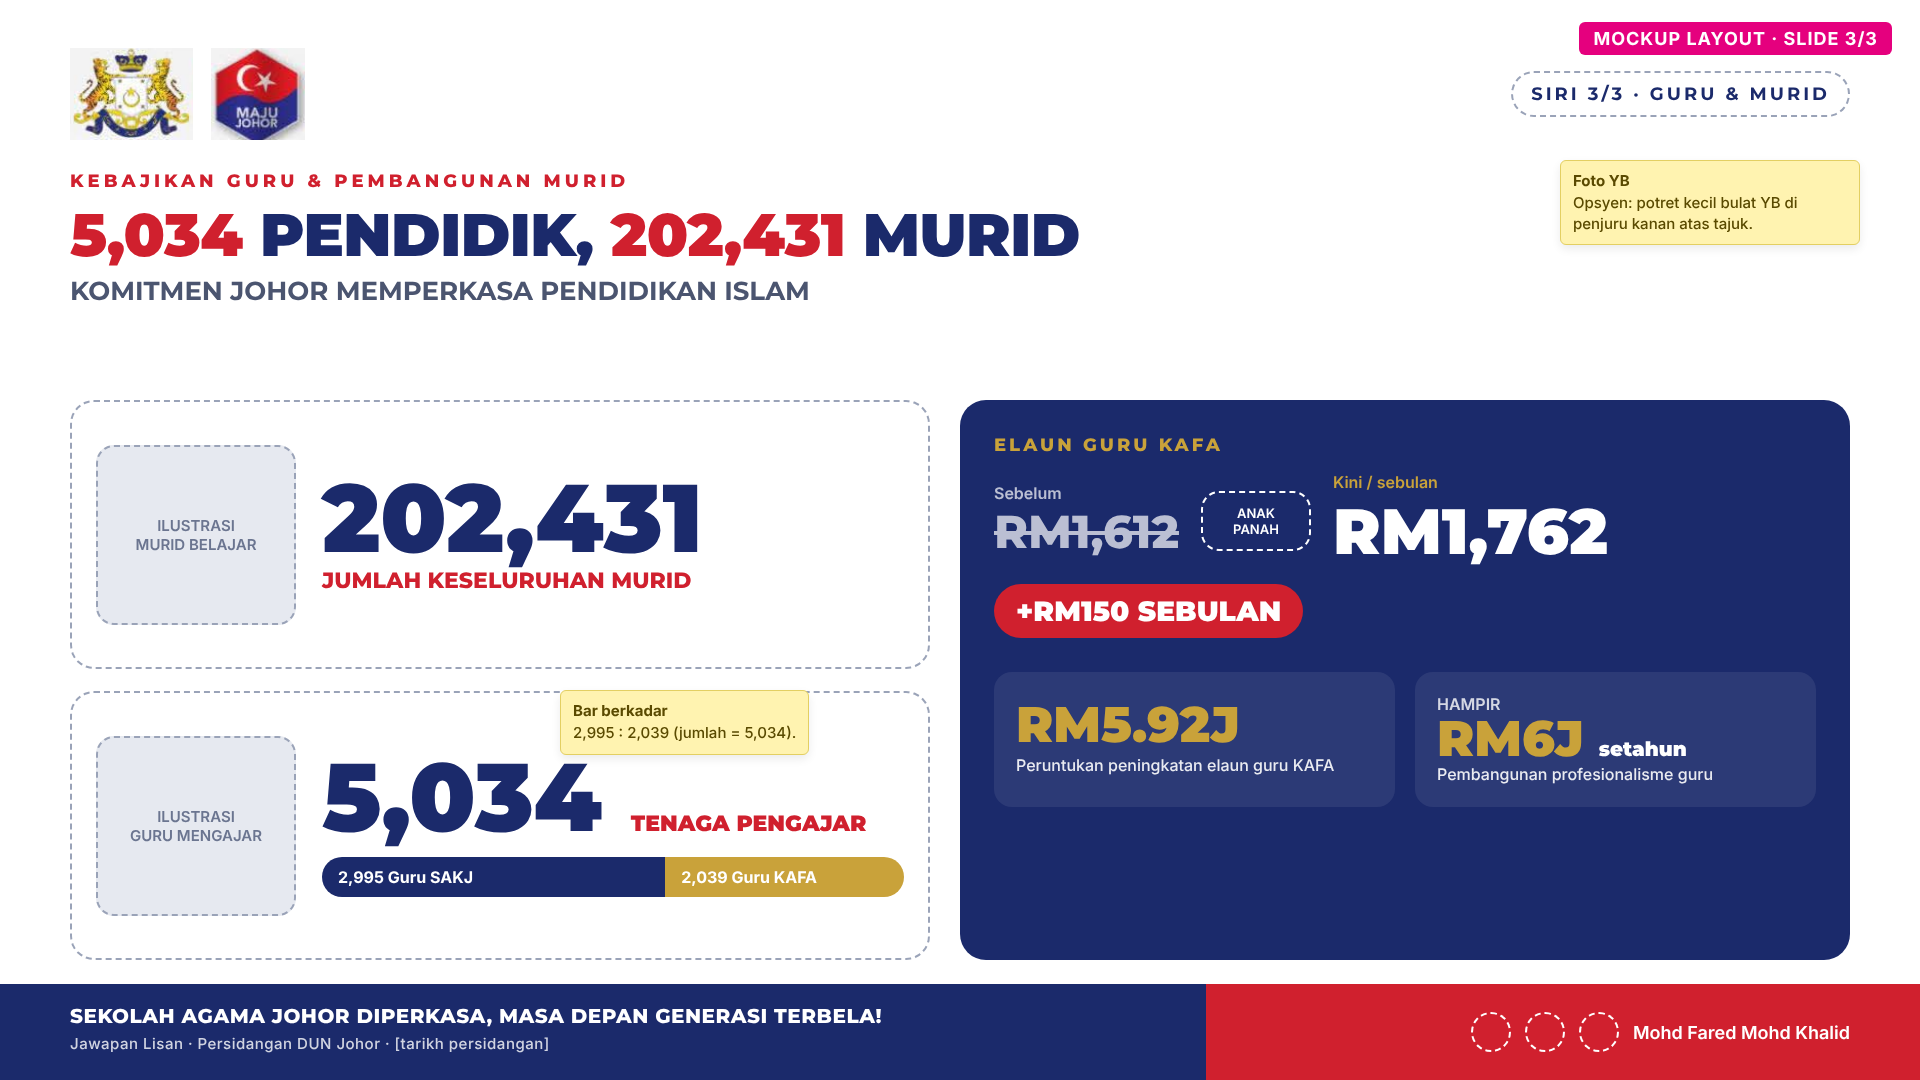 MOCKUP LAYOUT · SLIDE 3/3
MAJU
JOHOR
SIRI 3/3 · GURU & MURID
KEBAJIKAN GURU & PEMBANGUNAN MURID
5,034 PENDIDIK, 202,431 MURID
KOMITMEN JOHOR MEMPERKASA PENDIDIKAN ISLAM
Foto YB
Opsyen: potret kecil bulat YB di
penjuru kanan atas tajuk.
ILUSTRASI
MURID BELAJAR
202,431
JUMLAH KESELURUHAN MURID
Bar berkadar
2,995 : 2,039 (jumlah = 5,034).
ILUSTRASI
GURU MENGAJAR
5,034 TENAGA PENGAJAR
2,995 Guru SAKJ
2,039 Guru KAFA
ELAUN GURU KAFA
Sebelum
RM1,612
ANAK
PANAH
Kini / sebulan
RM1,762
+RM150 SEBULAN
RM5.92J
Peruntukan peningkatan elaun guru KAFA
HAMPIR
RM6J setahun
Pembangunan profesionalisme guru
SEKOLAH AGAMA JOHOR DIPERKASA, MASA DEPAN GENERASI TERBELA!
Jawapan Lisan · Persidangan DUN Johor · [tarikh persidangan]
Mohd Fared Mohd Khalid